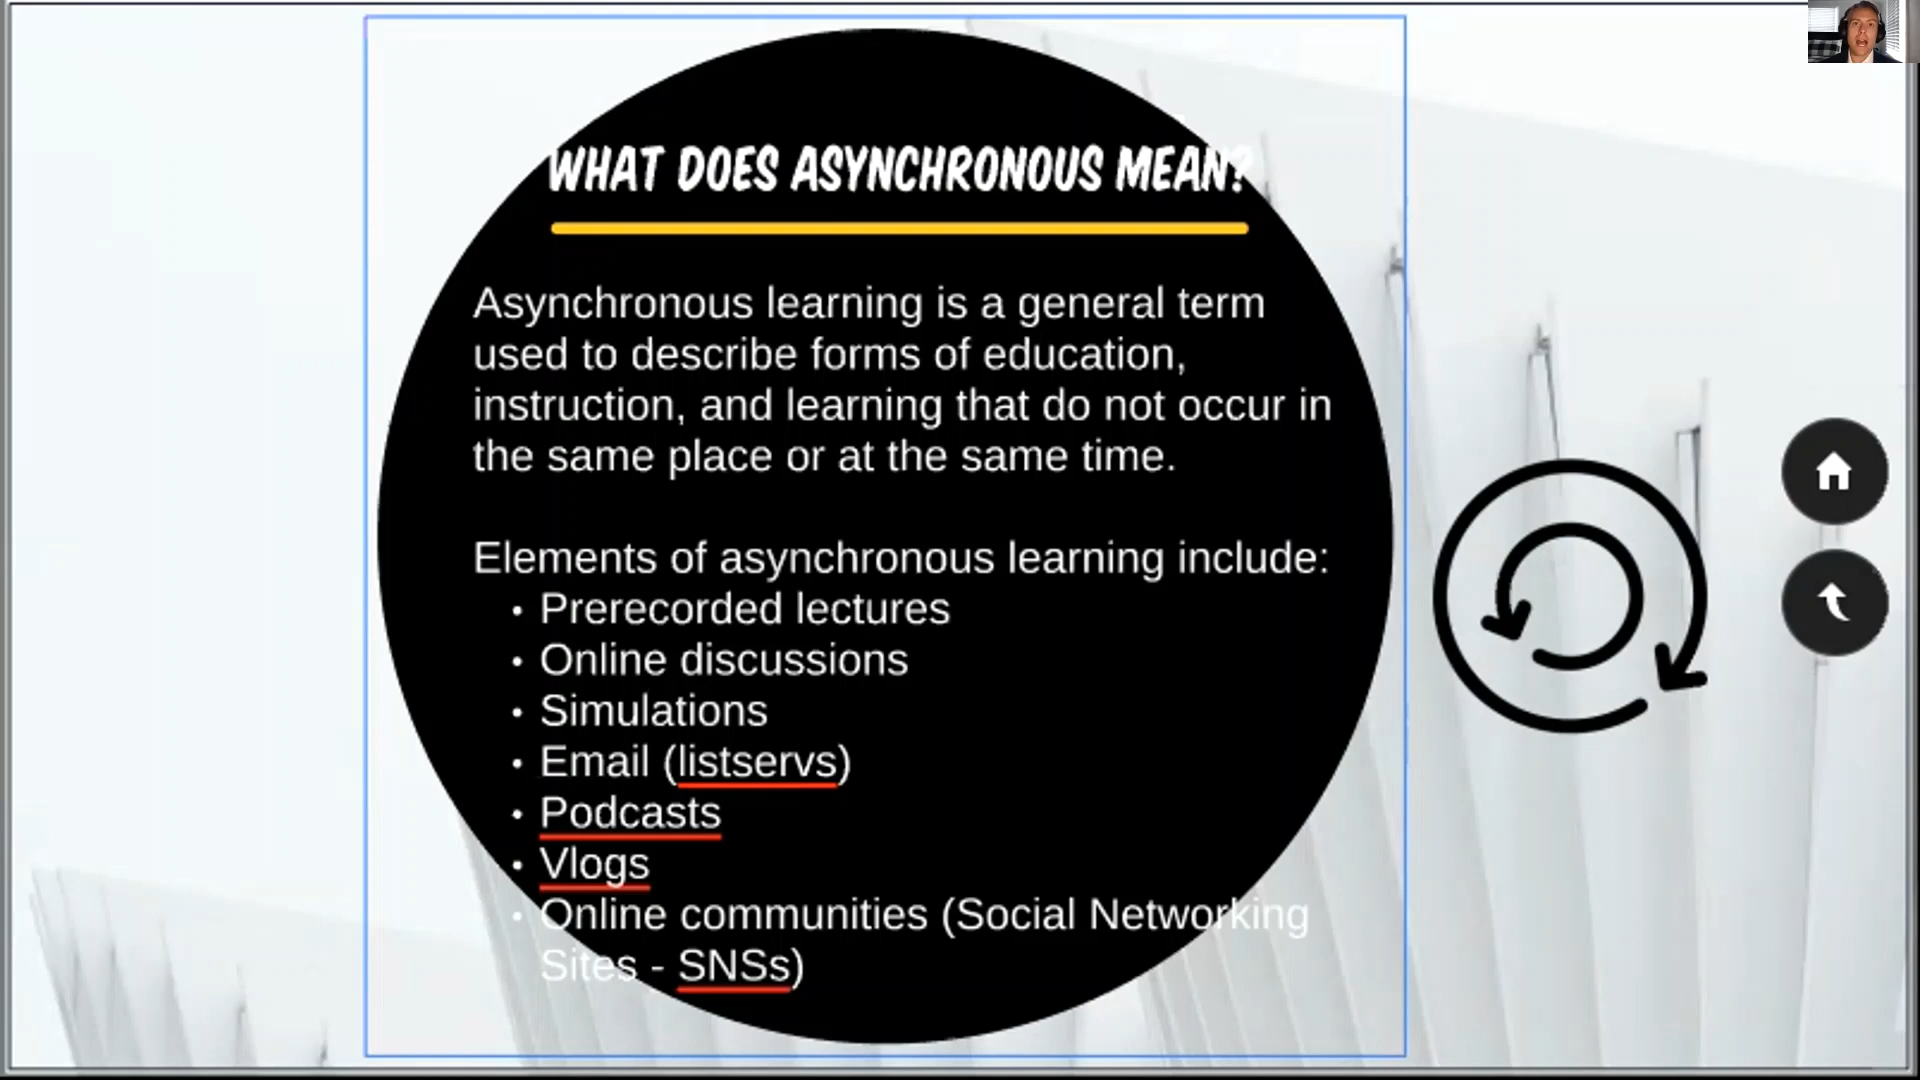 WHAT DOES ASYNCHRONOUS MEAN?
Asynchronous learning is a general term
used to describe forms of education,
instruction, and learning that do not occur in
the same place or at the same time.
Elements of asynchronous learning include:
• Prerecorded lectures
• Online discussions
• Simulations
• Email (listservs)
• Podcasts
• Vlogs
• Online communities (Social Networking
Sites - SNSs)